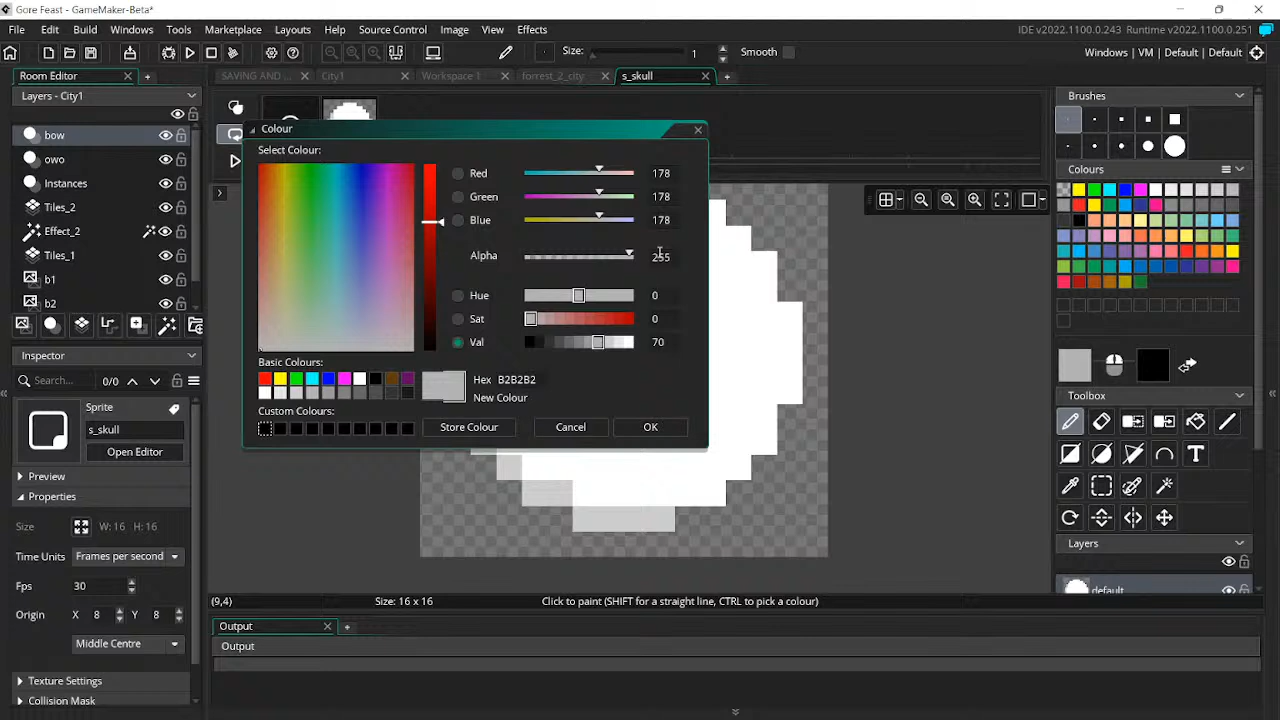 Gore Feast - GameMaker-Beta*
File Edit Build Windows Tools Marketplace Layouts Help Source Control Image View Effects
IDE v2022.1100.0.243 Runtime v2022.1100.0.251
Size: 1 Smooth
Windows | VM | Default | Default
Room Editor
SAVING AND ... City1 Workspace 1 forrest_2_city s_skull
Layers - City1
bow
owo
Instances
Tiles_2
Effect_2
Tiles_1
b1
b2
Colour
Select Colour:
Red 178
Green 178
Blue 178
Alpha 255
Hue 0
Sat 0
Val 70
Basic Colours:
Hex B2B2B2
New Colour
Custom Colours:
Store Colour Cancel OK
Brushes
Colours
Toolbox
Layers
default
Inspector
Search... 0/0
Sprite
s_skull
Open Editor
Preview
Properties
Size W: 16 H: 16
Time Units Frames per second
Fps 30
Origin X 8 Y 8
Middle Centre
Texture Settings
Collision Mask
(9,4) Size: 16 x 16 Click to paint (SHIFT for a straight line, CTRL to pick a colour)
Output
Output